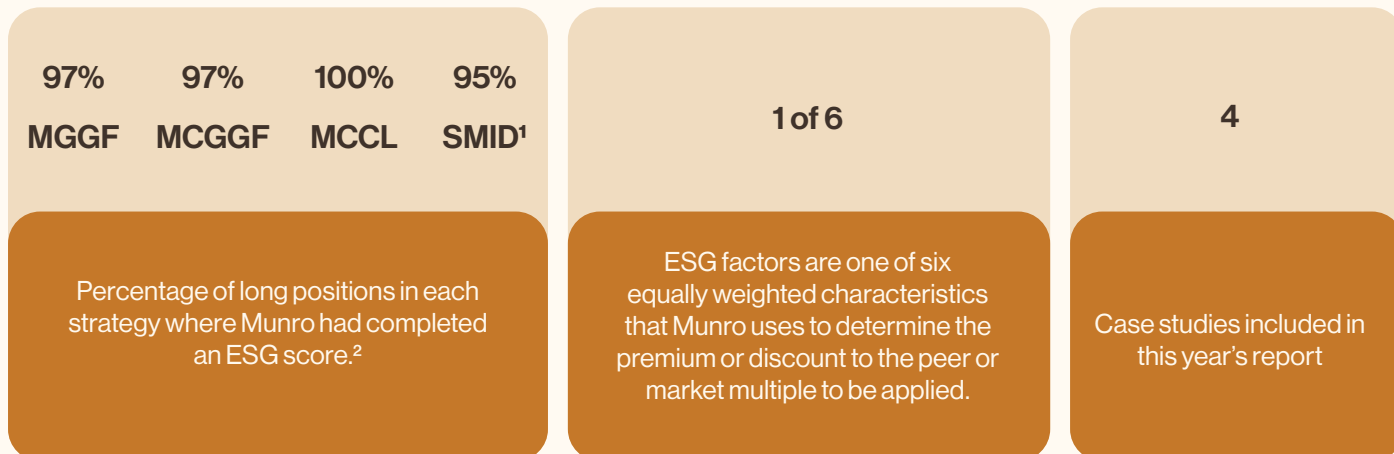 97% 97% 100% 95%
MGGF MCGGF MCCL SMID¹
Percentage of long positions in each
strategy where Munro had completed
an ESG score.²
1 of 6
ESG factors are one of six
equally weighted characteristics
that Munro uses to determine the
premium or discount to the peer or
market multiple to be applied.
4
Case studies included in
this year’s report